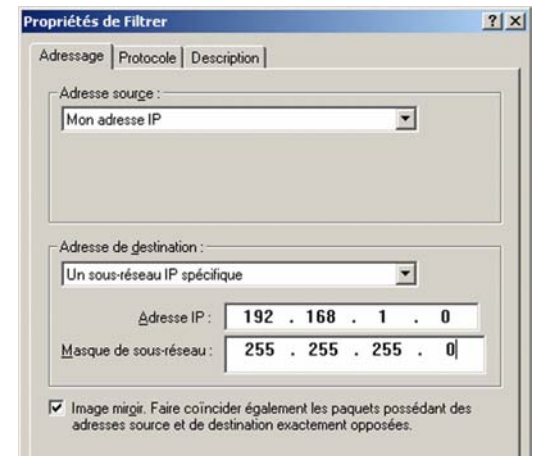 Propriétés de Filtrer
Adressage Protocole Description
Adresse source :
Mon adresse IP
Adresse de destination :
Un sous-réseau IP spécifique
Adresse IP : 192 . 168 . 1 . 0
Masque de sous-réseau : 255 . 255 . 255 . 0
Image miroir. Faire coïncider également les paquets possédant des
adresses source et de destination exactement opposées.